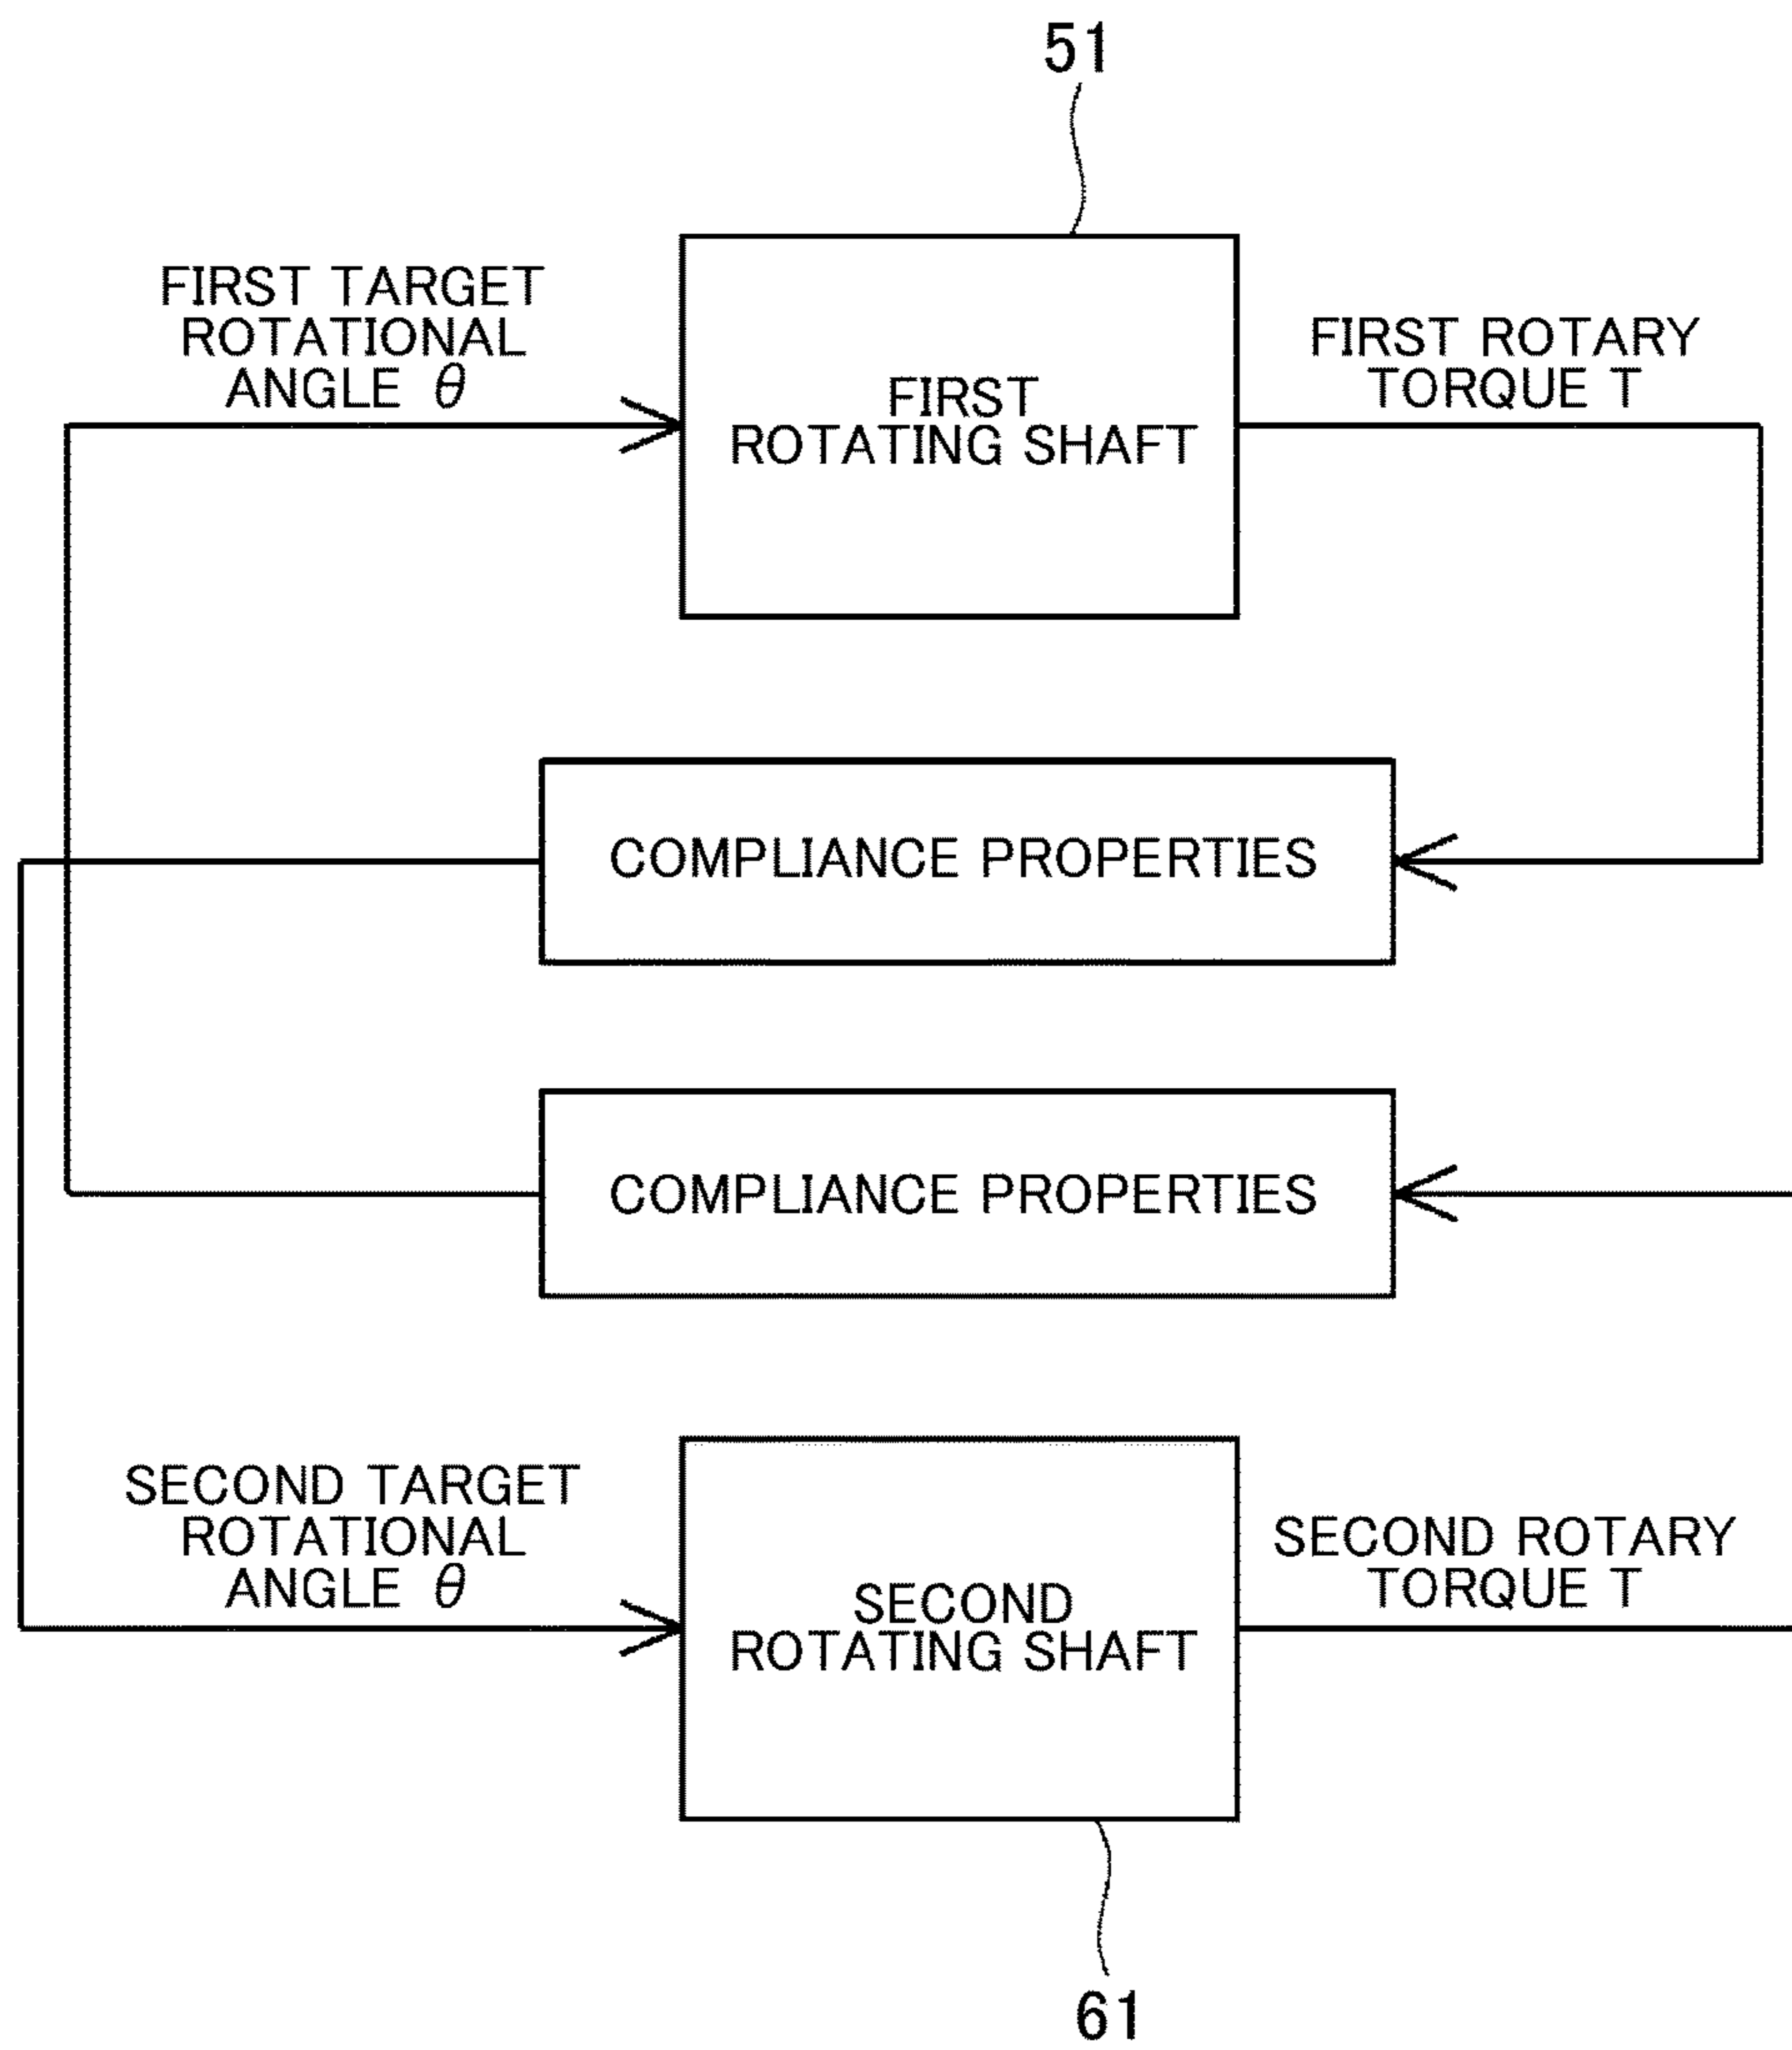 51
FIRST TARGET
ROTATIONAL
ANGLE θ
FIRST
ROTATING SHAFT
FIRST ROTARY
TORQUE T
COMPLIANCE PROPERTIES
COMPLIANCE PROPERTIES
SECOND TARGET
ROTATIONAL
ANGLE θ
SECOND
ROTATING SHAFT
SECOND ROTARY
TORQUE T
61